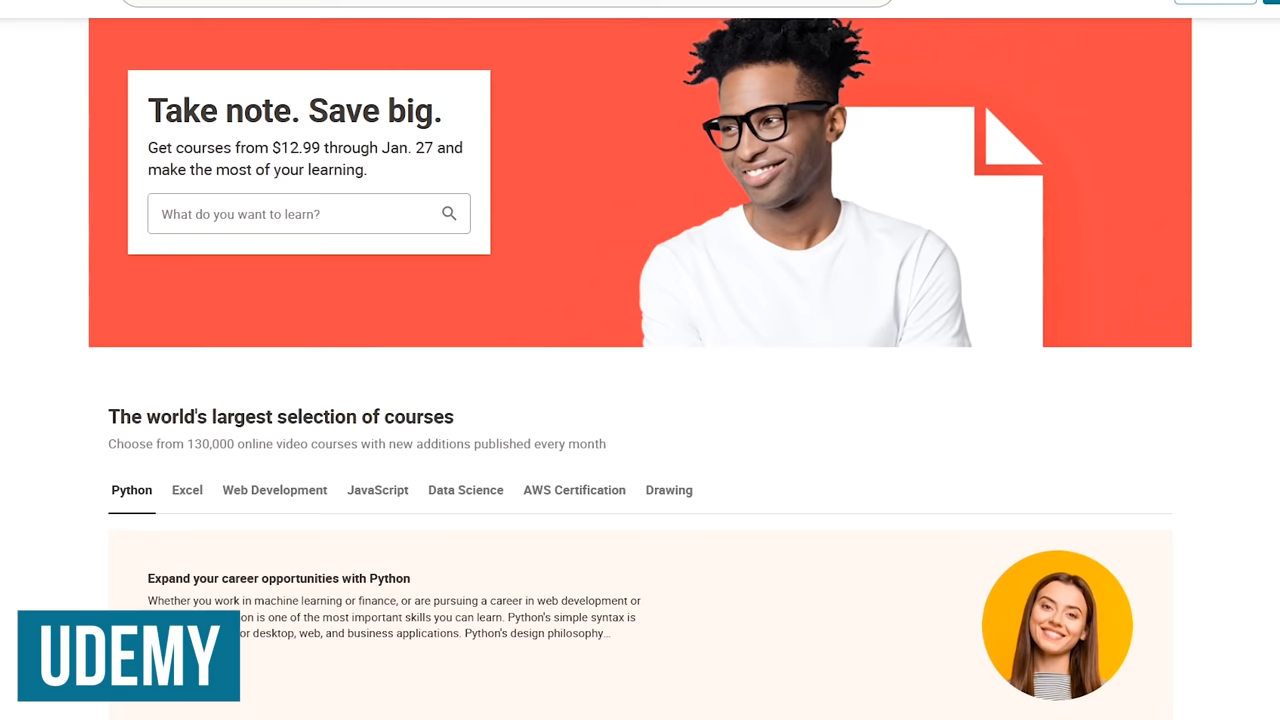 Take note. Save big.
Get courses from $12.99 through Jan. 27 and
make the most of your learning.
What do you want to learn?
The world's largest selection of courses
Choose from 130,000 online video courses with new additions published every month
Python Excel Web Development JavaScript Data Science AWS Certification Drawing
Expand your career opportunities with Python
Whether you work in machine learning or finance, or are pursuing a career in web development or
is one of the most important skills you can learn. Python's simple syntax is
desktop, web, and business applications. Python's design philosophy...
UDEMY